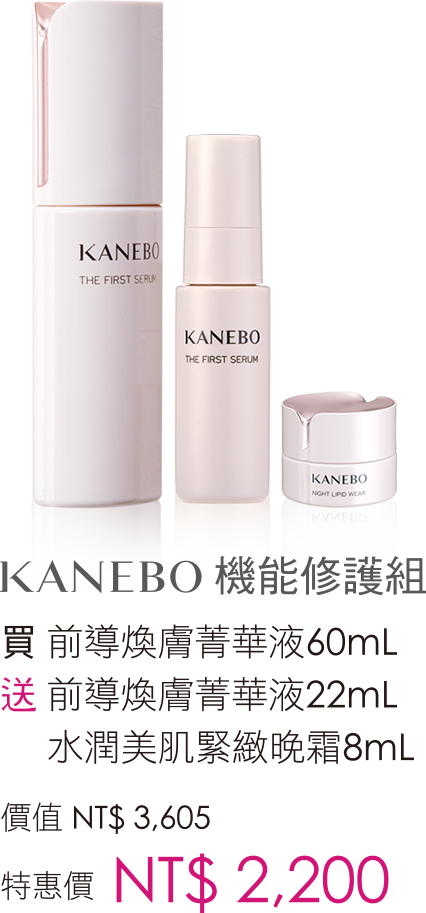 KANEBO
THE FIRST SERUM
KANEBO
THE FIRST SERUM
KANEBO
NIGHT LIPID WEAR
KANEBO 機能修護組
買 前導煥膚菁華液60mL
送 前導煥膚菁華液22mL
水潤美肌緊緻晚霜8mL
價值 NT$ 3,605
特惠價 NT$ 2,200